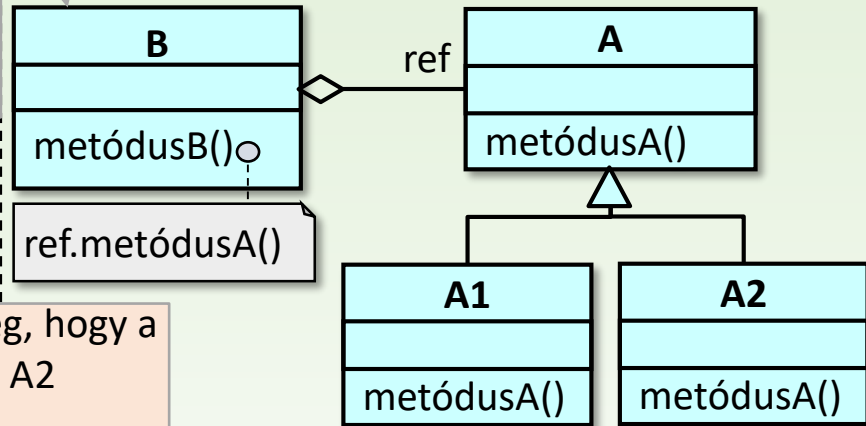 B
metódusB()
ref.metódusA()
ref
A
metódusA()
A1
metódusA()
A2
metódusA()
hogy a
A2